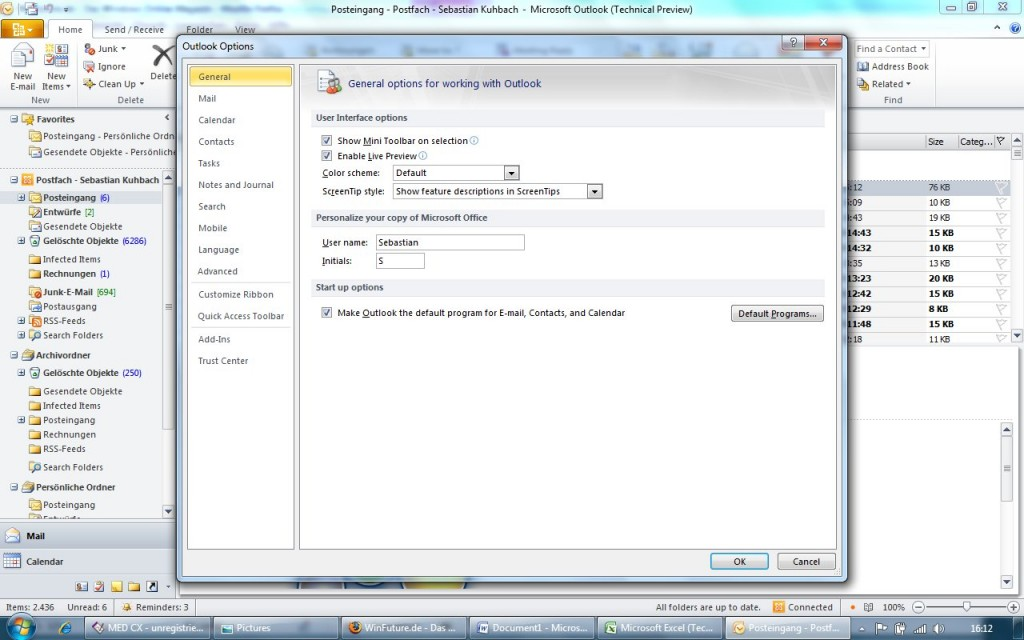 Posteingang - Postfach - Sebastian Kuhbach - Microsoft Outlook (Technical Preview)
Home Send / Receive Folder View
New E-mail
New Items
New
Junk
Ignore
Clean Up
Delete
Delete
Find a Contact
Address Book
Related
Find
Favorites
Posteingang - Persönliche Ordn
Gesendete Objekte - Persönliche
Postfach - Sebastian Kuhbach
Posteingang (6)
Entwürfe [2]
Gesendete Objekte
Gelöschte Objekte (6286)
Infected Items
Rechnungen (1)
Junk-E-Mail [694]
Postausgang
RSS-Feeds
Search Folders
Archivordner
Gelöschte Objekte (250)
Gesendete Objekte
Infected Items
Posteingang
Rechnungen
RSS-Feeds
Search Folders
Persönliche Ordner
Posteingang
Mail
Calendar
Outlook Options
General
Mail
Calendar
Contacts
Tasks
Notes and Journal
Search
Mobile
Language
Advanced
Customize Ribbon
Quick Access Toolbar
Add-Ins
Trust Center
General options for working with Outlook
User Interface options
Show Mini Toolbar on selection
Enable Live Preview
Color scheme: Default
ScreenTip style: Show feature descriptions in ScreenTips
Personalize your copy of Microsoft Office
User name: Sebastian
Initials: S
Start up options
Make Outlook the default program for E-mail, Contacts, and Calendar
Default Programs...
OK Cancel
Size Categ...
:12 76 KB
:09 10 KB
:43 19 KB
14:43 15 KB
14:32 10 KB
:35 13 KB
13:23 20 KB
12:42 15 KB
12:29 8 KB
11:48 15 KB
:18 11 KB
Items: 2.436 Unread: 6 Reminders: 3 All folders are up to date. Connected 100%
MED CX - unregistrie... Pictures WinFuture.de - Das ... Document1 - Micros... Microsoft Excel (Tec... Posteingang - Postf... 16:12